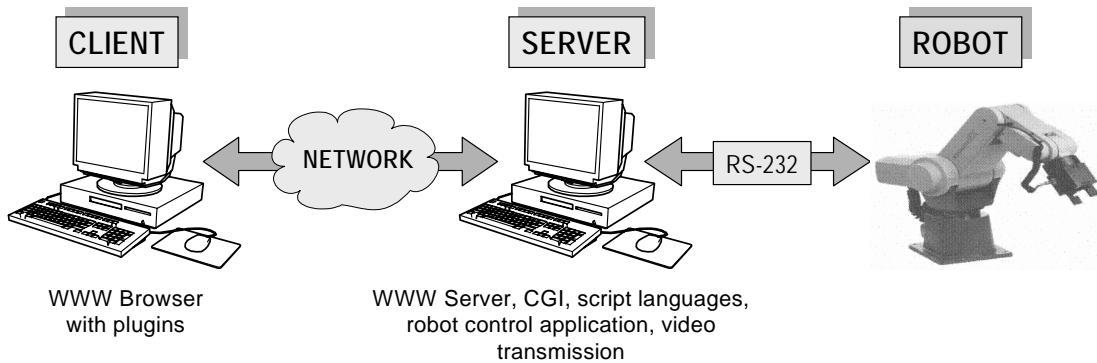 CLIENT
SERVER
ROBOT
NETWORK
RS-232
WWW Browser
with plugins
WWW Server, CGI, script languages,
robot control application, video
transmission